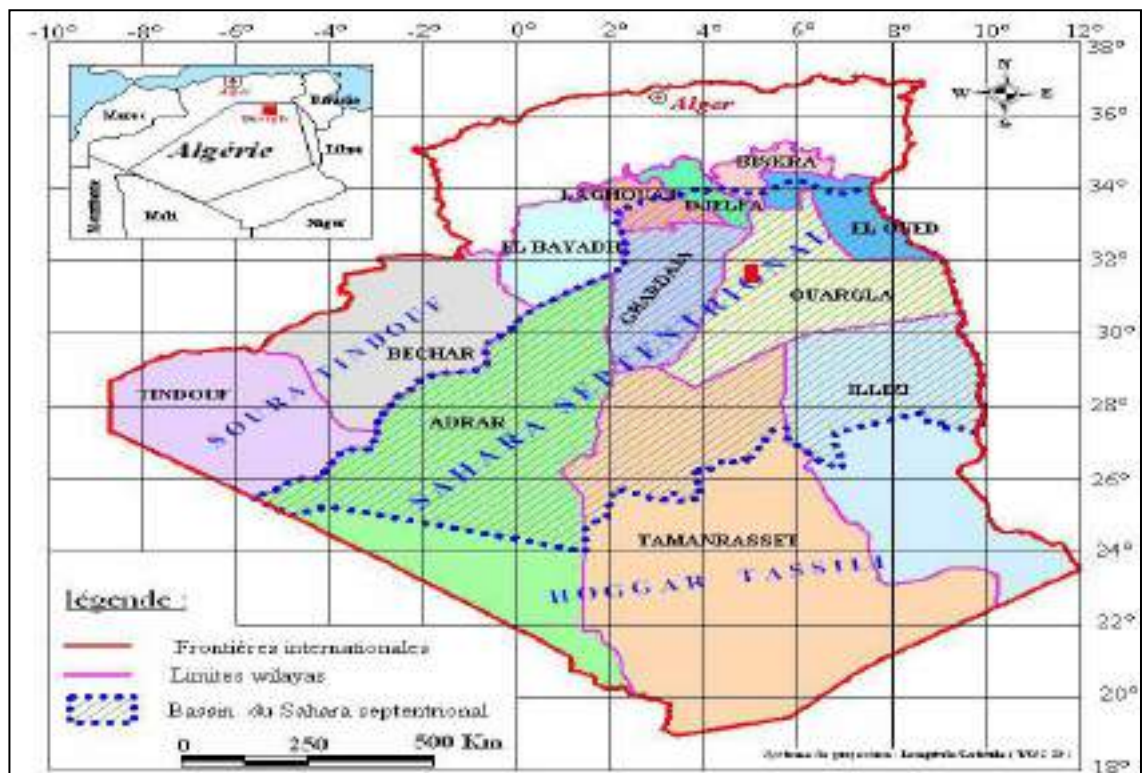 -10° -8° -6° -4° -2° 0° 2° 4° 6° 8° 10° 12°
38°
36°
34°
32°
30°
28°
26°
24°
22°
20°
18°
N
W E
S
Maroc
Algérie
Mali
Niger
Alger
BISKRA
LAGHOUAT
DJELFA
EL OUED
EL BAYADH
GHARDAIA
OUARGLA
BECHAR
TINDOUF
ILLIZI
ADRAR
TAMANRASSET
SOURA TINDOUF
SAHARA SEPTENTRIONAL
HOGGAR TASSILI
légende :
Frontières internationales
Limites wilayas
Bassin du Sahara septentrional
0 250 500 Km